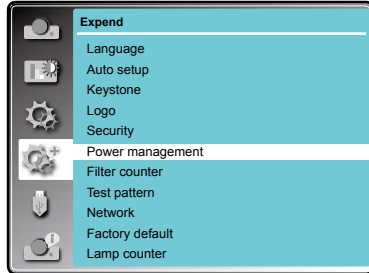 Expend
Language
Auto setup
Keystone
Logo
Security
Power management
Filter counter
Test pattern
Network
Factory default
Lamp counter